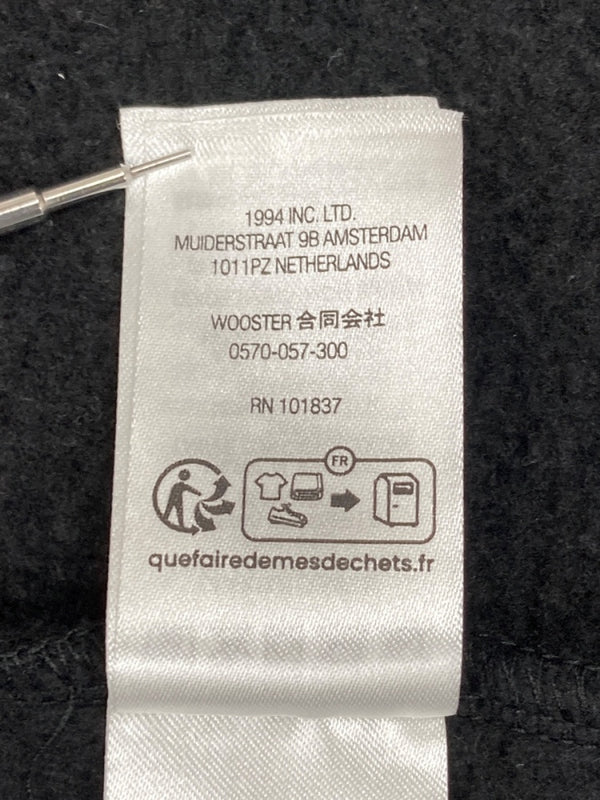 1994 INC. LTD.
MUIDERSTRAAT 9B AMSTERDAM
1011PZ NETHERLANDS
WOOSTER 合同会社
0570-057-300
RN 101837
FR
quefairedemesdechets.fr